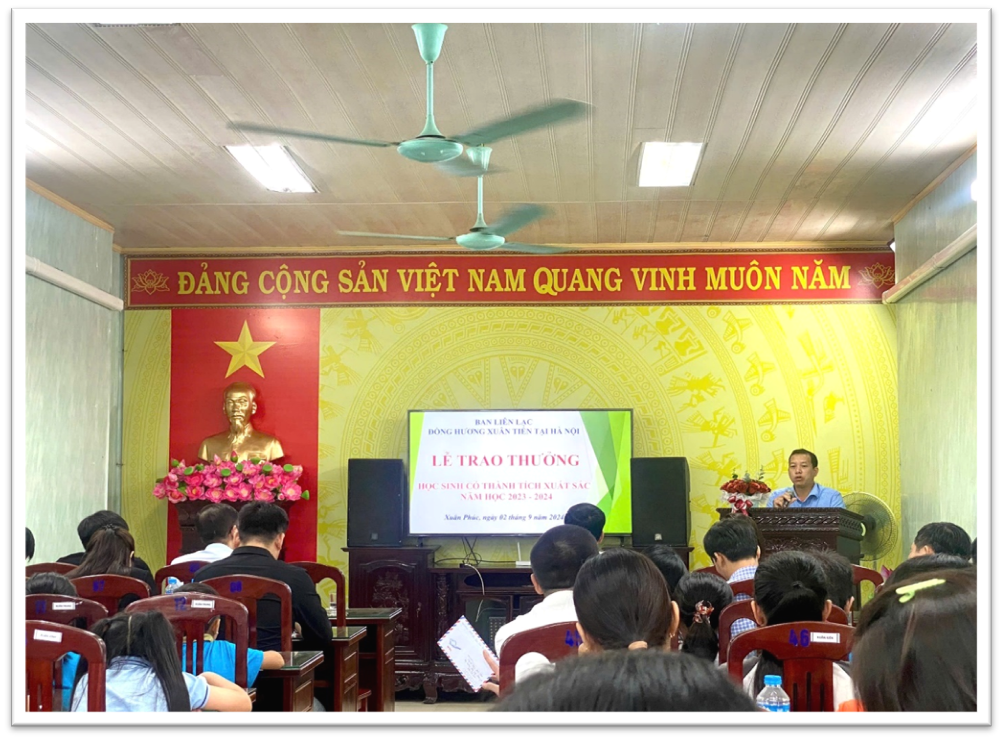 ĐẢNG CỘNG SẢN VIỆT NAM QUANG VINH MUÔN NĂM
BAN LIÊN LẠC
ĐỒNG HƯƠNG XUÂN TIẾN TẠI HÀ NỘI
LỄ TRAO THƯỞNG
HỌC SINH CÓ THÀNH TÍCH XUẤT SẮC
NĂM HỌC 2023 - 2024
Xuân Phúc, ngày 02 tháng 9 năm 2024
46